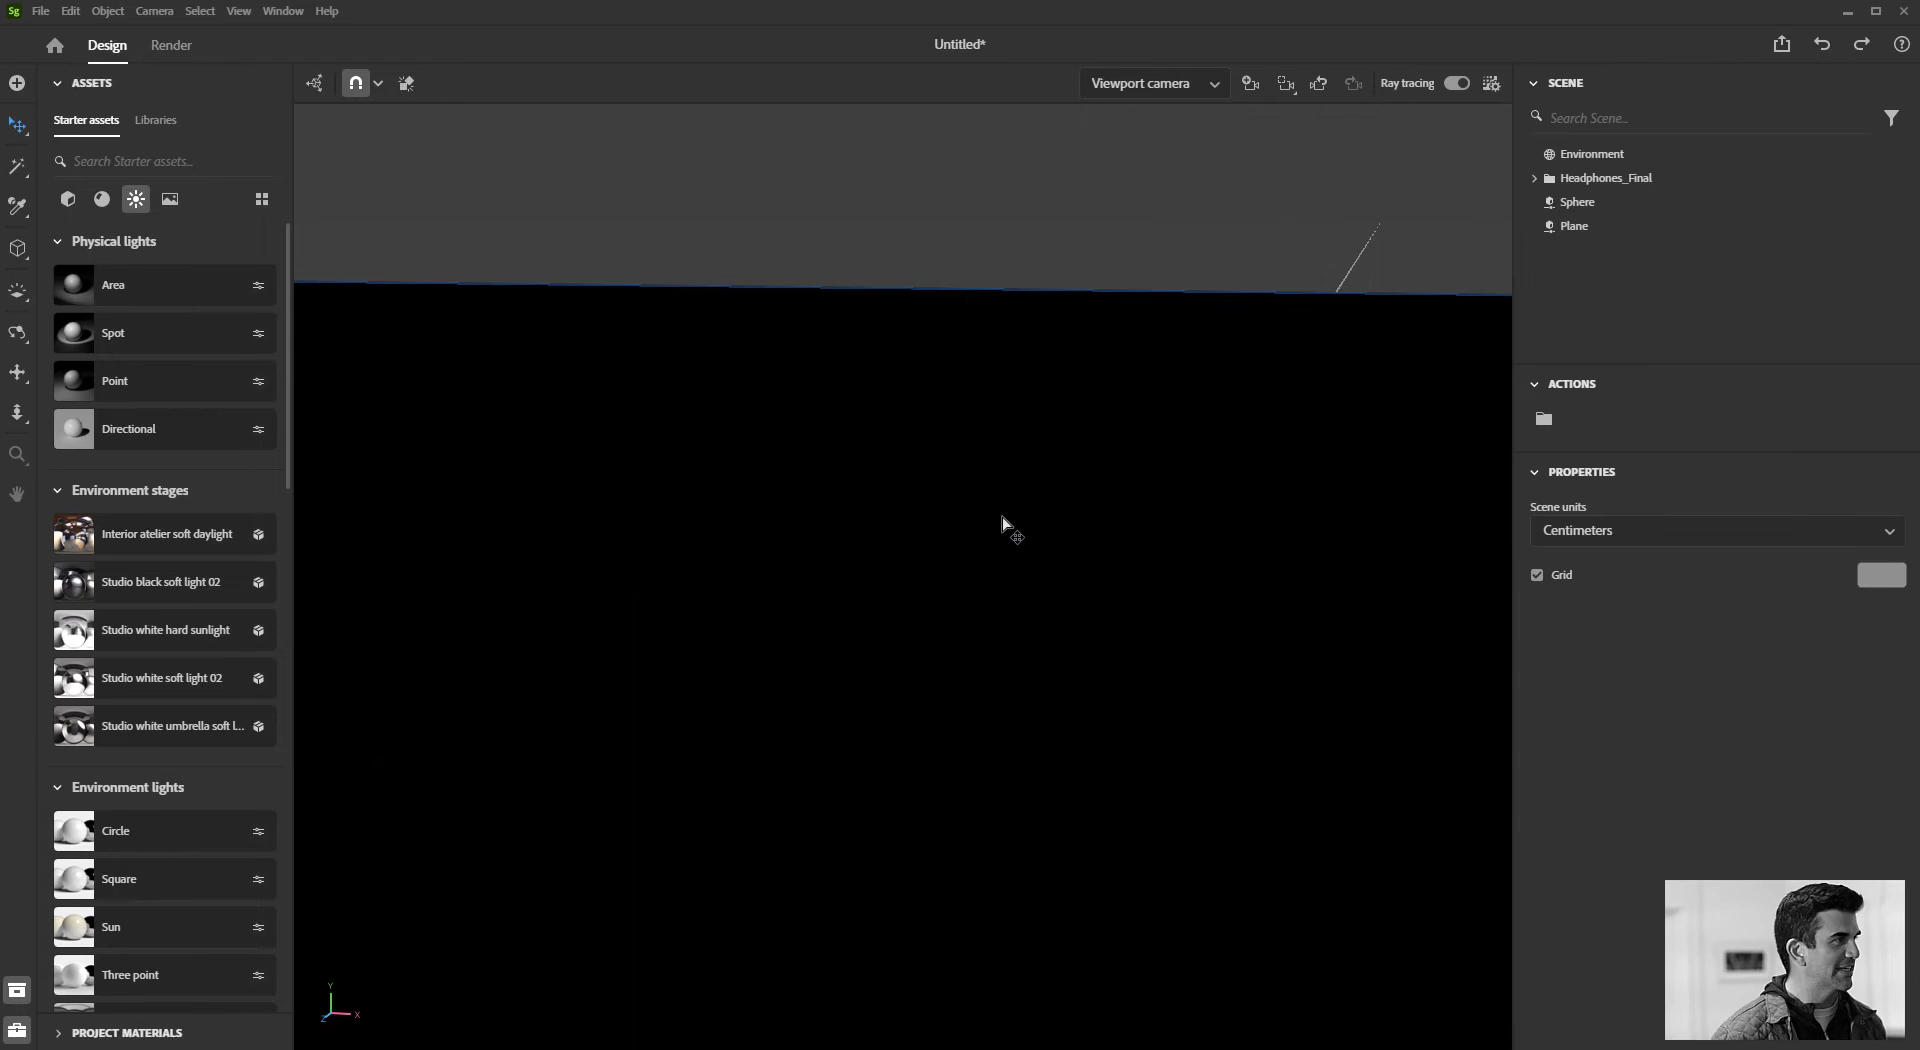 Sg File Edit Object Camera Select View Window Help
Design Render Untitled*
ASSETS
Starter assets Libraries
Search Starter assets...
Physical lights
Area
Spot
Point
Directional
Environment stages
Interior atelier soft daylight
Studio black soft light 02
Studio white hard sunlight
Studio white soft light 02
Studio white umbrella soft l...
Environment lights
Circle
Square
Sun
Three point
PROJECT MATERIALS
Viewport camera Ray tracing
Y
Z X
SCENE
Search Scene...
Environment
Headphones_Final
Sphere
Plane
ACTIONS
PROPERTIES
Scene units
Centimeters
Grid